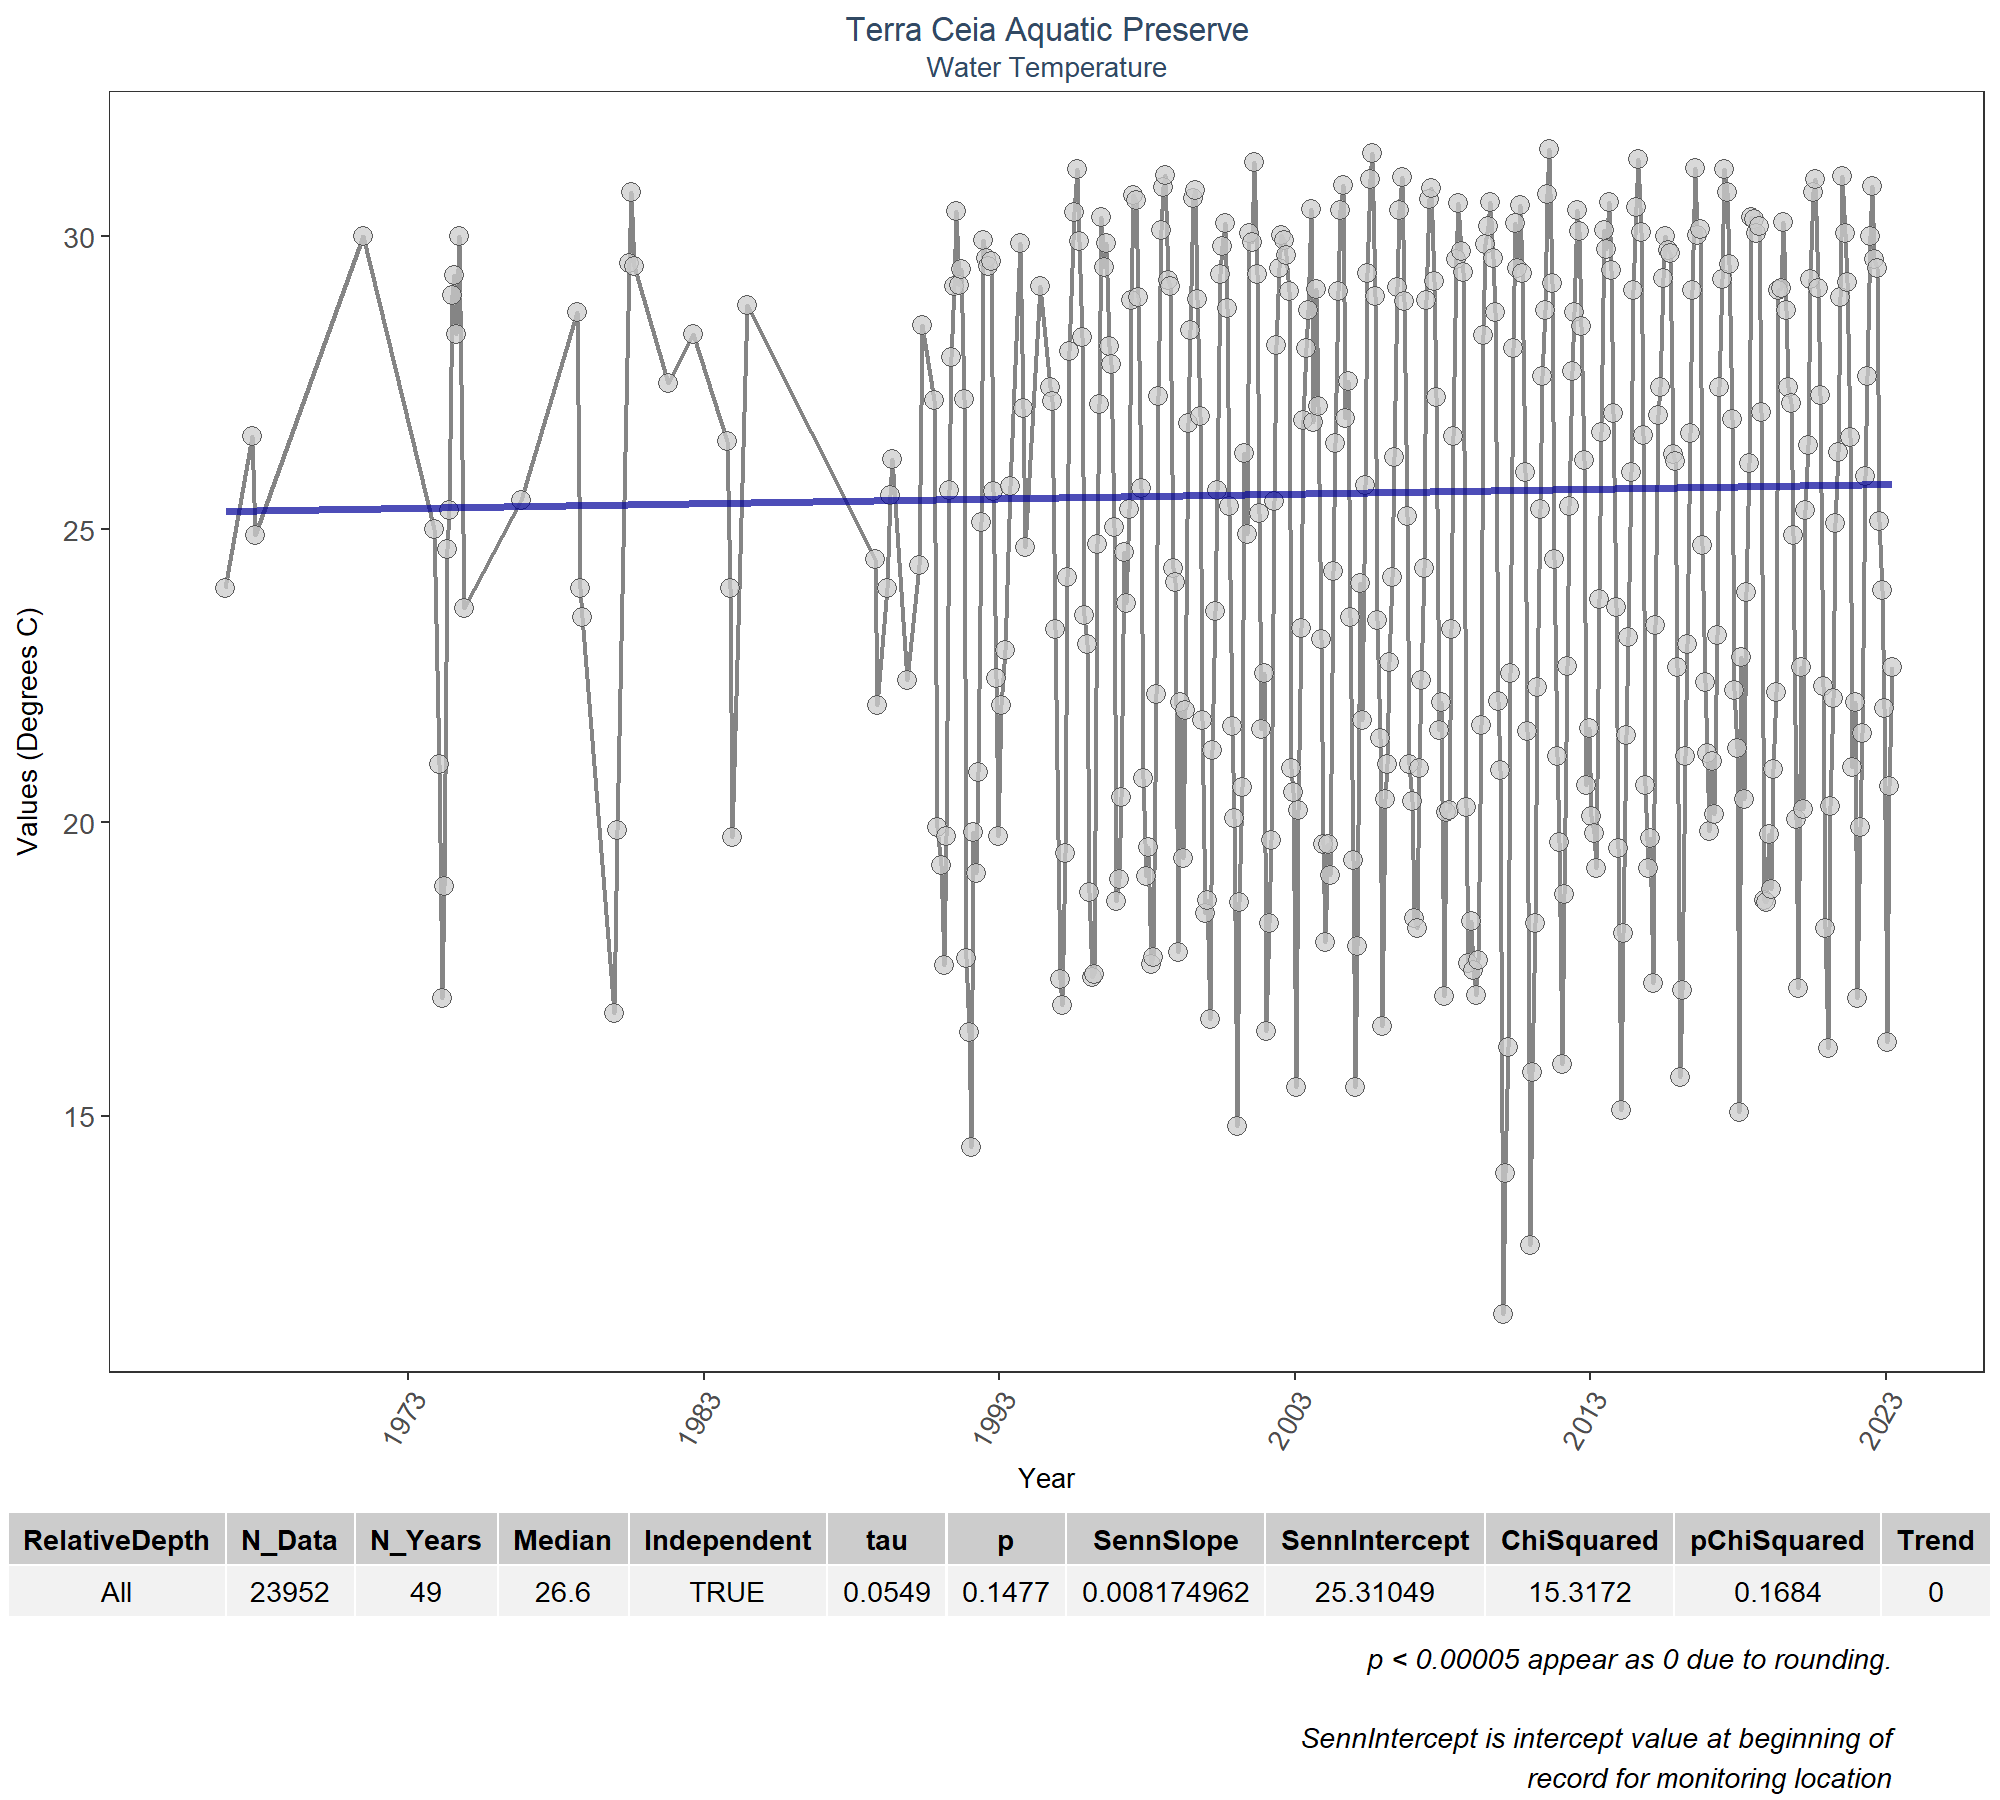 Terra Ceia Aquatic Preserve
Water Temperature
Values (Degrees C)
30
25
20
15
1973 1983 1993 2003 2013 2023
Year
RelativeDepth N_Data N_Years Median Independent tau p SennSlope SennIntercept ChiSquared pChiSquared Trend
All 23952 49 26.6 TRUE 0.0549 0.1477 0.008174962 25.31049 15.3172 0.1684 0
p < 0.00005 appear as 0 due to rounding.
SennIntercept is intercept value at beginning of
record for monitoring location